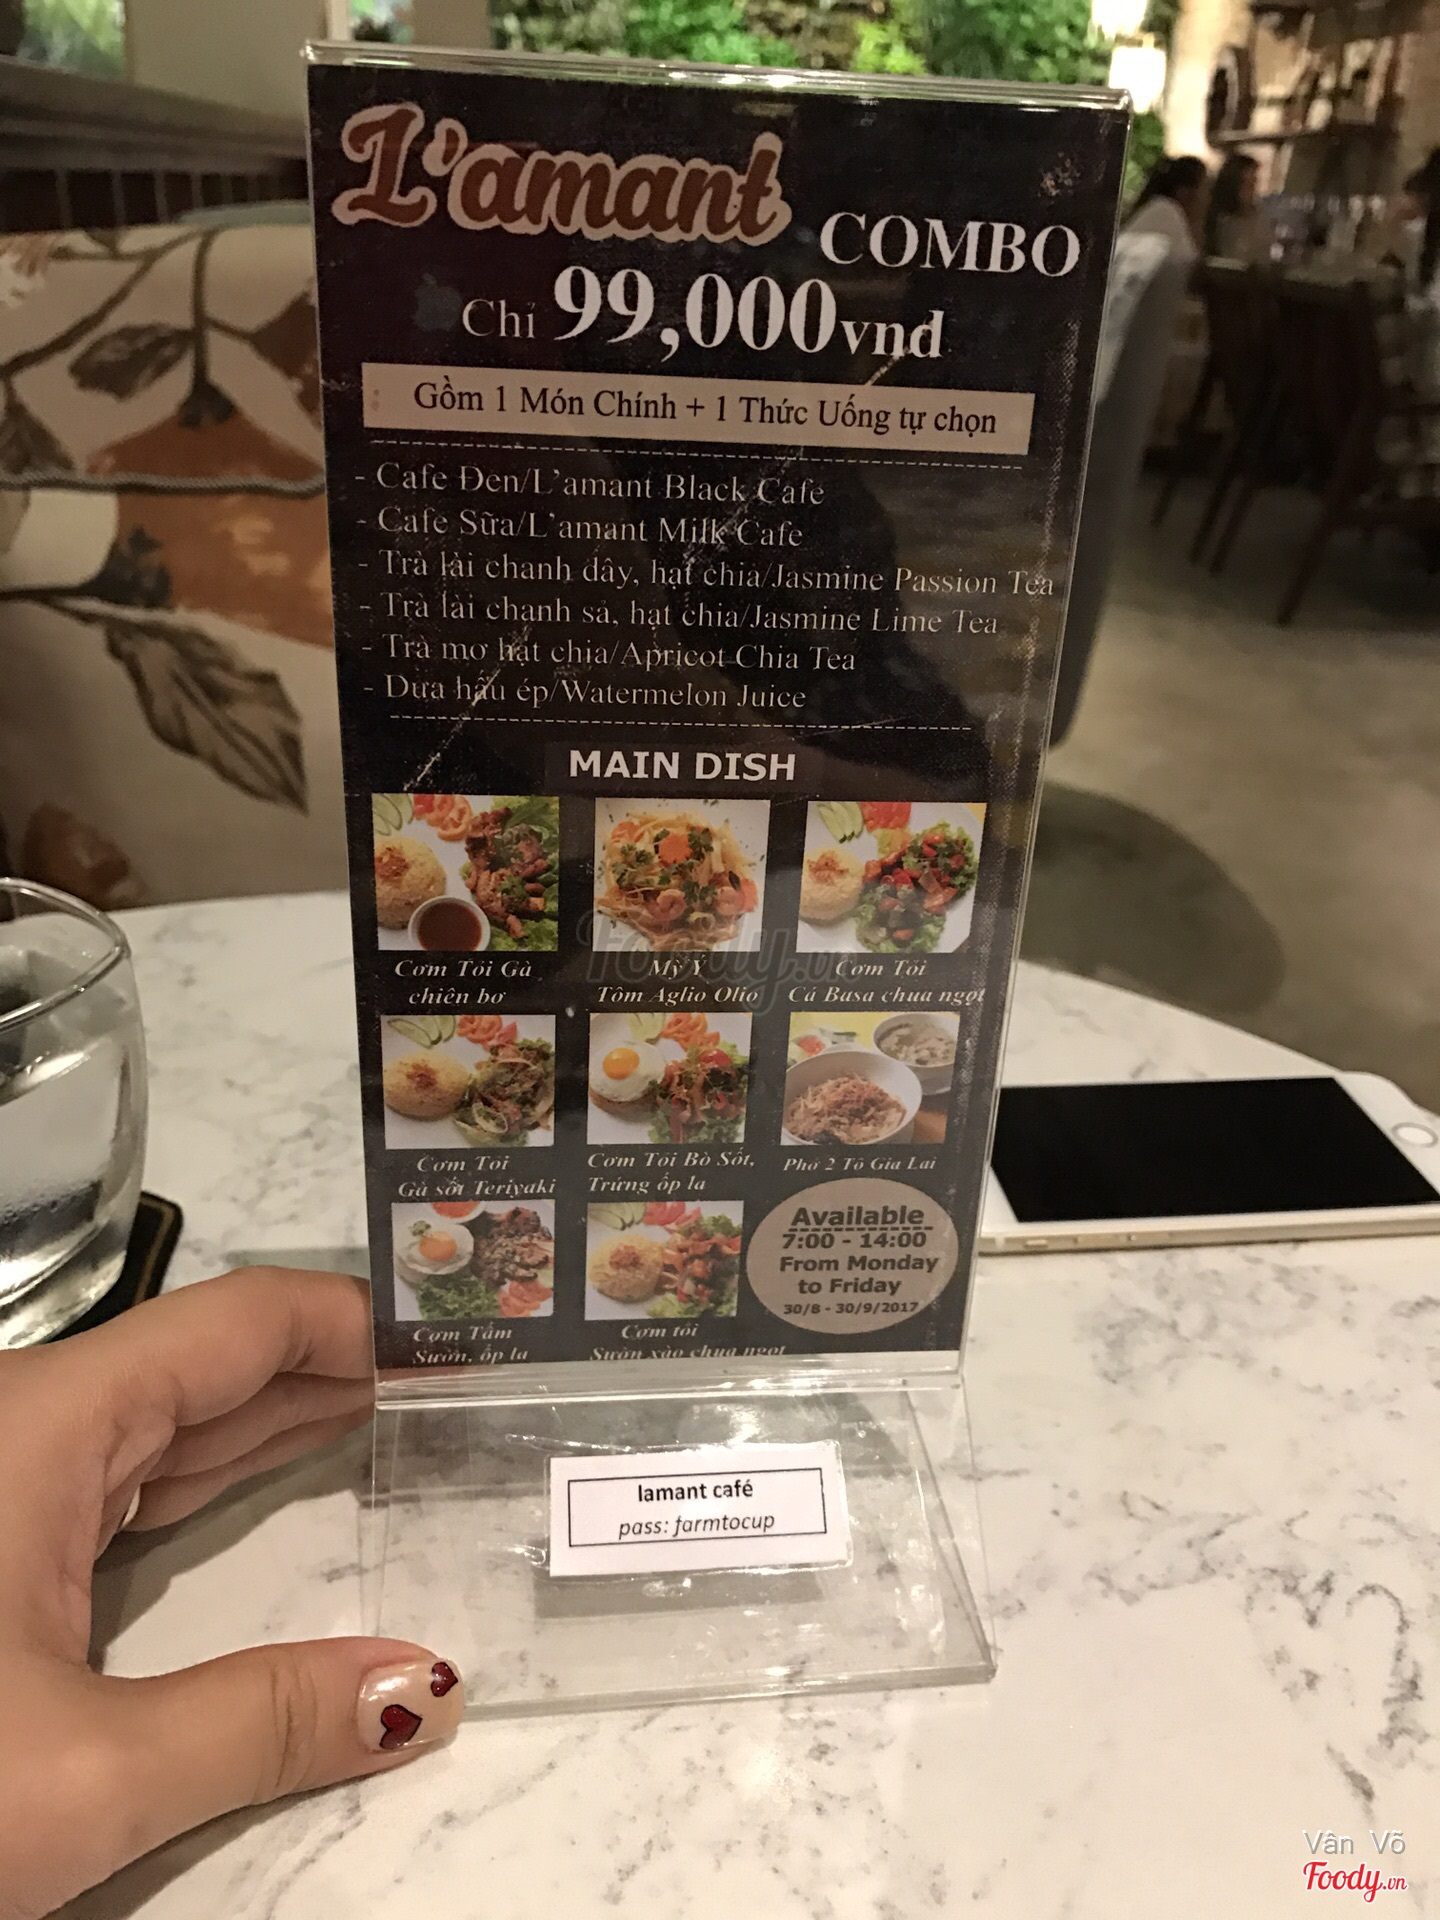 L'amant COMBO
Chỉ 99,000vnd
Gồm 1 Món Chính + 1 Thức Uống tự chọn
- Cafe Đen/L'amant Black Cafe
- Cafe Sữa/L'amant Milk Cafe
- Trà lài chanh dây, hạt chia/Jasmine Passion Tea
- Trà lài chanh sả, hạt chia/Jasmine Lime Tea
- Trà mơ hạt chia/Apricot Chia Tea
- Dưa hấu ép/Watermelon Juice
MAIN DISH
Cơm Tỏi Gà
chiên bơ
Mỳ Ý
Tôm Aglio Olio
Cơm Tỏi
Cá Basa chua ngọt
Foody.vn
Cơm Tỏi
Gà sốt Teriyaki
Cơm Tỏi Bò Sốt,
Trứng ốp la
Phở 2 Tô Gia Lai
Cơm Tấm
Sườn, ốp la
Cơm tỏi
Sườn xào chua ngọt
Available
7:00 - 14:00
From Monday
to Friday
30/8 - 30/9/2017
lamant café
pass: farmtocup
Vân Võ
Foody.vn